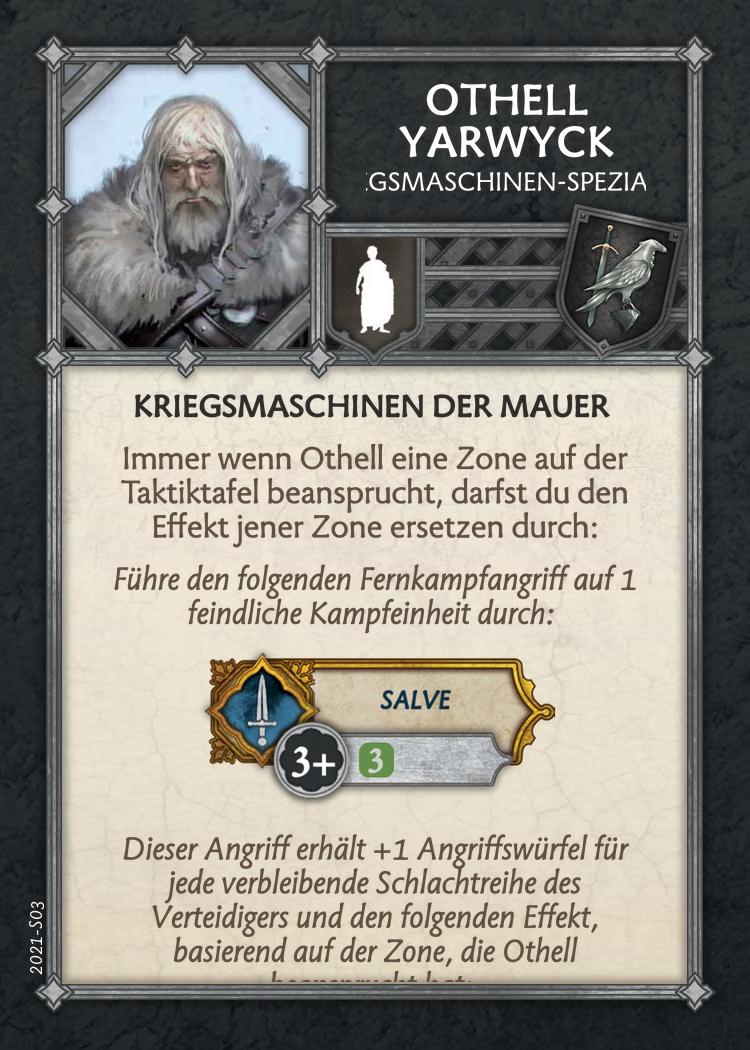 OTHELL
YARWYCK
GSMASCHINEN-SPEZIA
KRIEGSMASCHINEN DER MAUER
Immer wenn Othell eine Zone auf der
Taktiktafel beansprucht, darfst du den
Effekt jener Zone ersetzen durch:
Führe den folgenden Fernkampfangriff auf 1
feindliche Kampfeinheit durch:
SALVE
3+ 3
Dieser Angriff erhält +1 Angriffswürfel für
jede verbleibende Schlachtreihe des
Verteidigers und den folgenden Effekt,
basierend auf der Zone, die Othell
2021-S03